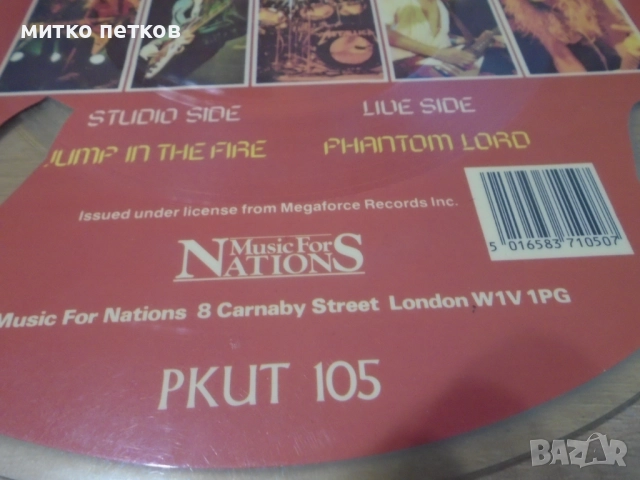 митко петков
STUDIO SIDE
LIVE SIDE
JUMP IN THE FIRE
PHANTOM LORD
Issued under license from Megaforce Records Inc.
Music For
NATIONS
5 016583 710507
Music For Nations 8 Carnaby Street London W1V 1PG
PKUT 105
BAZAR